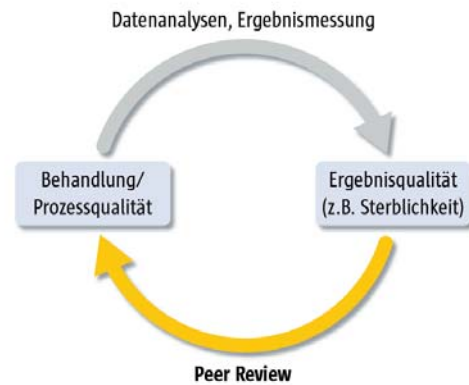 Datenanalysen, Ergebnismessung
Behandlung/
Prozessqualität
Ergebnisqualität
(z.B. Sterblichkeit)
Peer Review